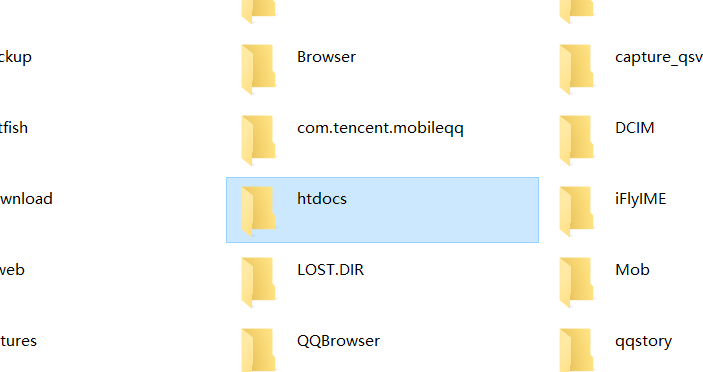 ckup
Browser
capture_qsv
tfish
com.tencent.mobileqq
DCIM
wnload
htdocs
iFlyIME
web
LOST.DIR
Mob
tures
QQBrowser
qqstory